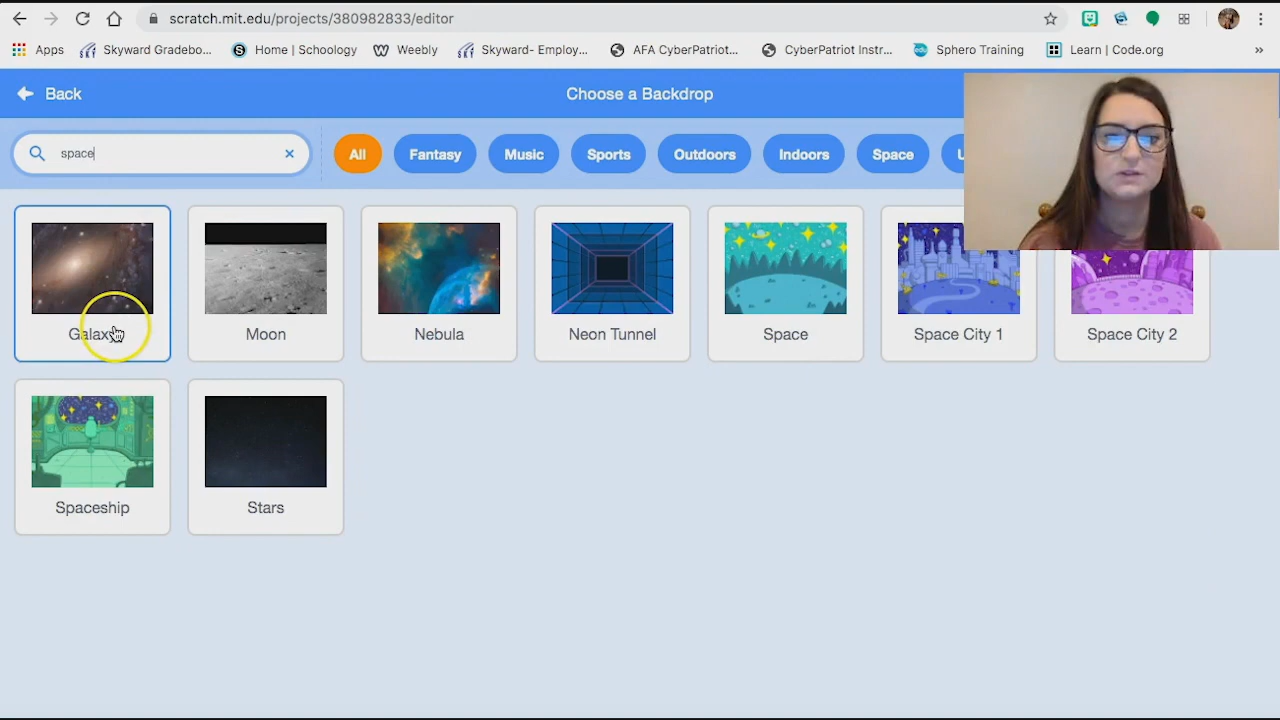 scratch.mit.edu/projects/380982833/editor
Apps Skyward Gradebo... Home | Schoology Weebly Skyward- Employ... AFA CyberPatriot... CyberPatriot Instr... Sphero Training Learn | Code.org »
Back Choose a Backdrop
space All Fantasy Music Sports Outdoors Indoors Space
Galaxy Moon Nebula Neon Tunnel Space Space City 1 Space City 2
Spaceship Stars